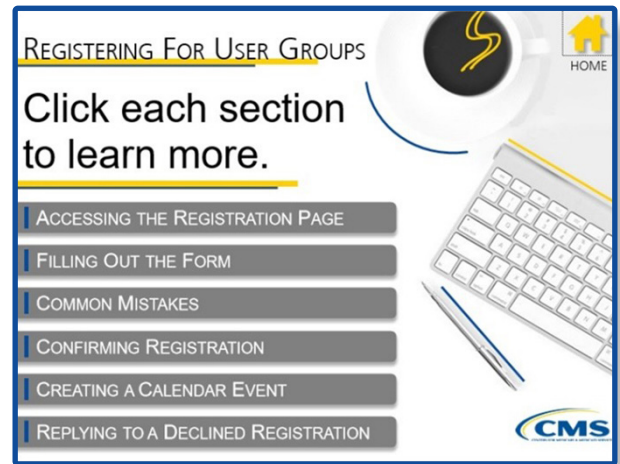 REGISTERING FOR USER GROUPS
HOME
Click each section
to learn more.
ACCESSING THE REGISTRATION PAGE
FILLING OUT THE FORM
COMMON MISTAKES
CONFIRMING REGISTRATION
CREATING A CALENDAR EVENT
REPLYING TO A DECLINED REGISTRATION
CMS